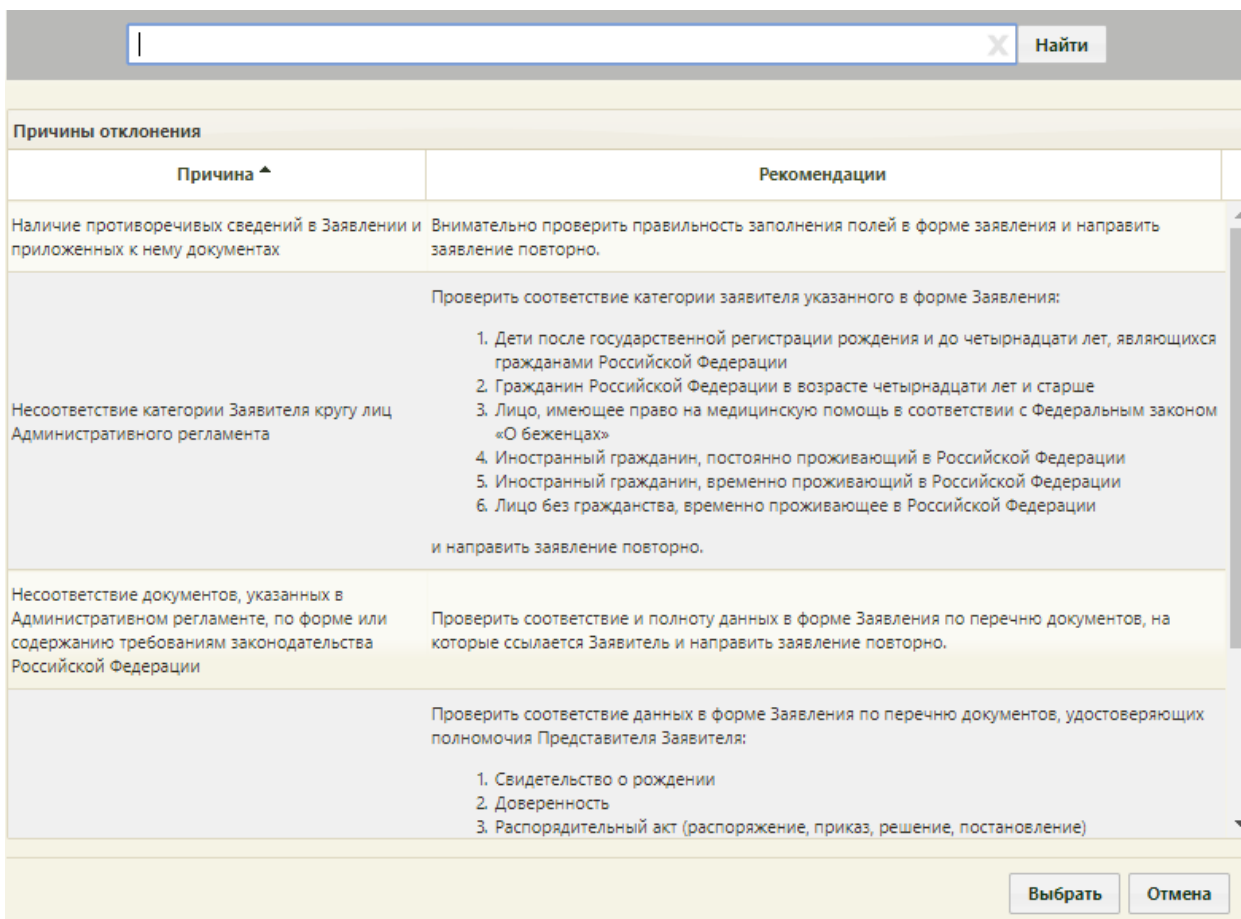 Найти
Причины отклонения
Причина
Рекомендации
Наличие противоречивых сведений в Заявлении и
приложенных к нему документах
Внимательно проверить правильность заполнения полей в форме заявления и направить
заявление повторно.
Несоответствие категории Заявителя кругу лиц
Административного регламента
Проверить соответствие категории заявителя указанного в форме Заявления:
1. Дети после государственной регистрации рождения и до четырнадцати лет, являющихся
гражданами Российской Федерации
2. Гражданин Российской Федерации в возрасте четырнадцати лет и старше
3. Лицо, имеющее право на медицинскую помощь в соответствии с Федеральным законом
«О беженцах»
4. Иностранный гражданин, постоянно проживающий в Российской Федерации
5. Иностранный гражданин, временно проживающий в Российской Федерации
6. Лицо без гражданства, временно проживающее в Российской Федерации
и направить заявление повторно.
Несоответствие документов, указанных в
Административном регламенте, по форме или
содержанию требованиям законодательства
Российской Федерации
Проверить соответствие и полноту данных в форме Заявления по перечню документов, на
которые ссылается Заявитель и направить заявление повторно.
Проверить соответствие данных в форме Заявления по перечню документов, удостоверяющих
полномочия Представителя Заявителя:
1. Свидетельство о рождении
2. Доверенность
3. Распорядительный акт (распоряжение, приказ, решение, постановление)
Выбрать
Отмена